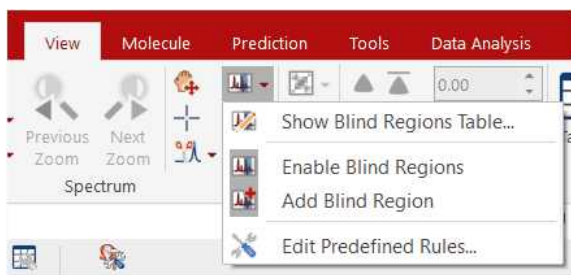 View Molecule Prediction Tools Data Analysis
0.00
Previous Zoom
Next Zoom
Spectrum
Show Blind Regions Table...
Enable Blind Regions
Add Blind Region
Edit Predefined Rules...